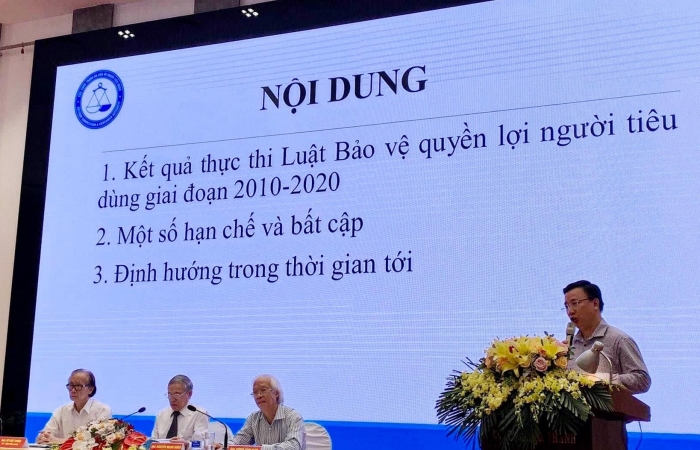 NỘI DUNG
1. Kết quả thực thi Luật Bảo vệ quyền lợi người tiêu
dùng giai đoạn 2010-2020
2. Một số hạn chế và bất cập
3. Định hướng trong thời gian tới